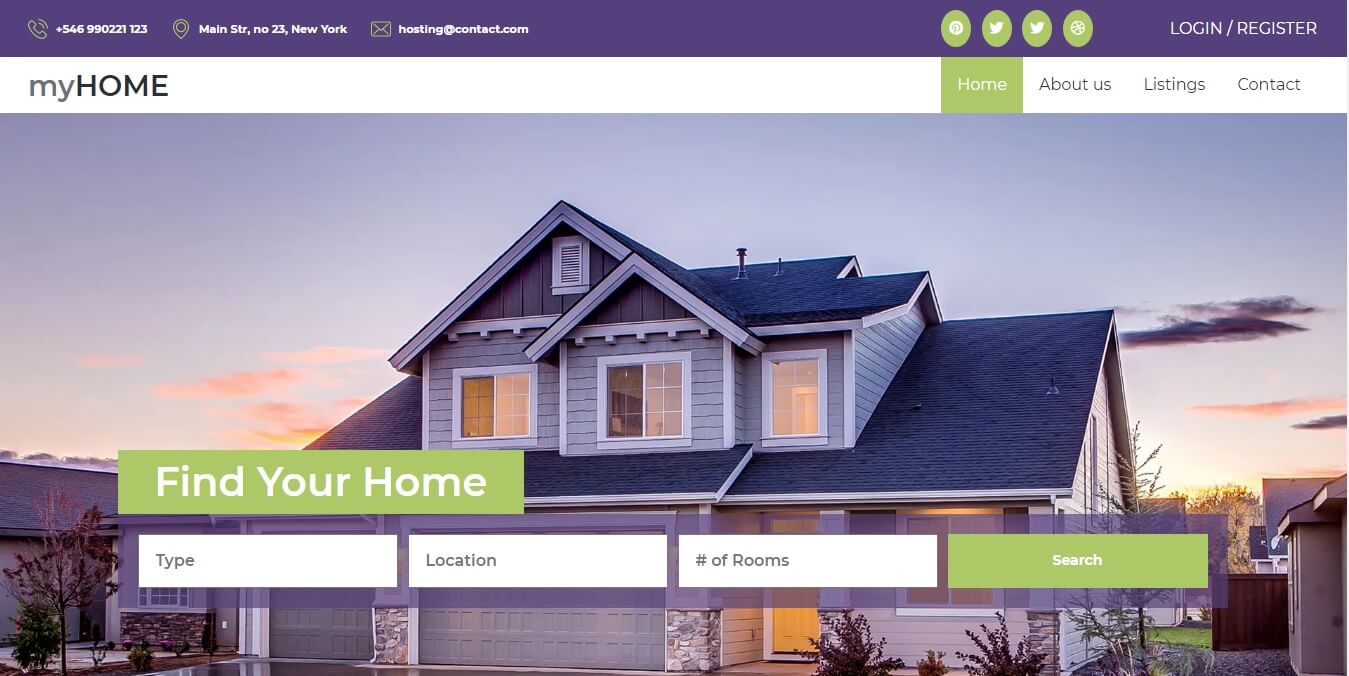 +546 990221 123 Main Str, no 23, New York hosting@contact.com LOGIN / REGISTER
myHOME Home About us Listings Contact
Find Your Home
Type Location # of Rooms Search